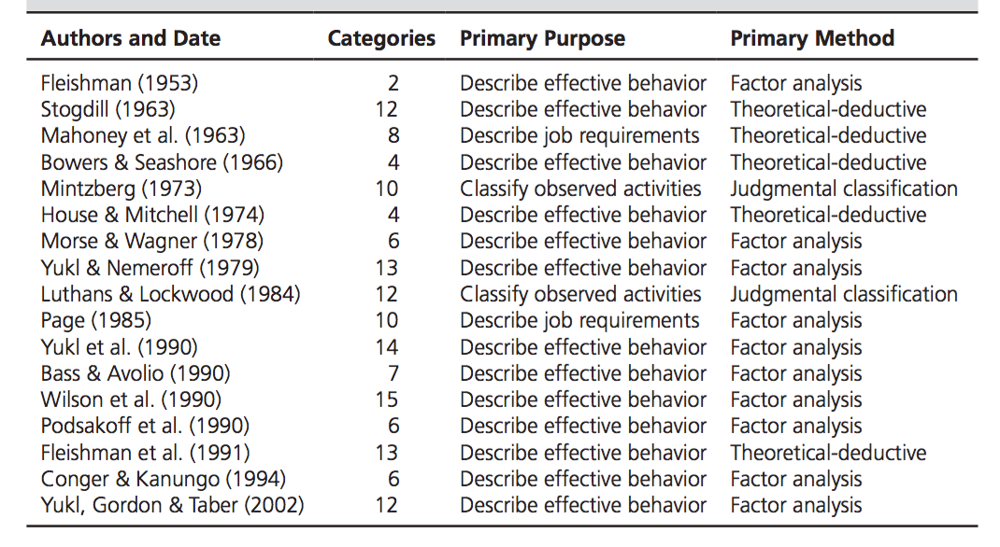 Authors and Date Categories Primary Purpose Primary Method
Fleishman (1953) 2 Describe effective behavior Factor analysis
Stogdill (1963) 12 Describe effective behavior Theoretical-deductive
Mahoney et al. (1963) 8 Describe job requirements Theoretical-deductive
Bowers & Seashore (1966) 4 Describe effective behavior Theoretical-deductive
Mintzberg (1973) 10 Classify observed activities Judgmental classification
House & Mitchell (1974) 4 Describe effective behavior Theoretical-deductive
Morse & Wagner (1978) 6 Describe effective behavior Factor analysis
Yukl & Nemeroff (1979) 13 Describe effective behavior Factor analysis
Luthans & Lockwood (1984) 12 Classify observed activities Judgmental classification
Page (1985) 10 Describe job requirements Factor analysis
Yukl et al. (1990) 14 Describe effective behavior Factor analysis
Bass & Avolio (1990) 7 Describe effective behavior Factor analysis
Wilson et al. (1990) 15 Describe effective behavior Factor analysis
Podsakoff et al. (1990) 6 Describe effective behavior Factor analysis
Fleishman et al. (1991) 13 Describe effective behavior Theoretical-deductive
Conger & Kanungo (1994) 6 Describe effective behavior Factor analysis
Yukl, Gordon & Taber (2002) 12 Describe effective behavior Factor analysis